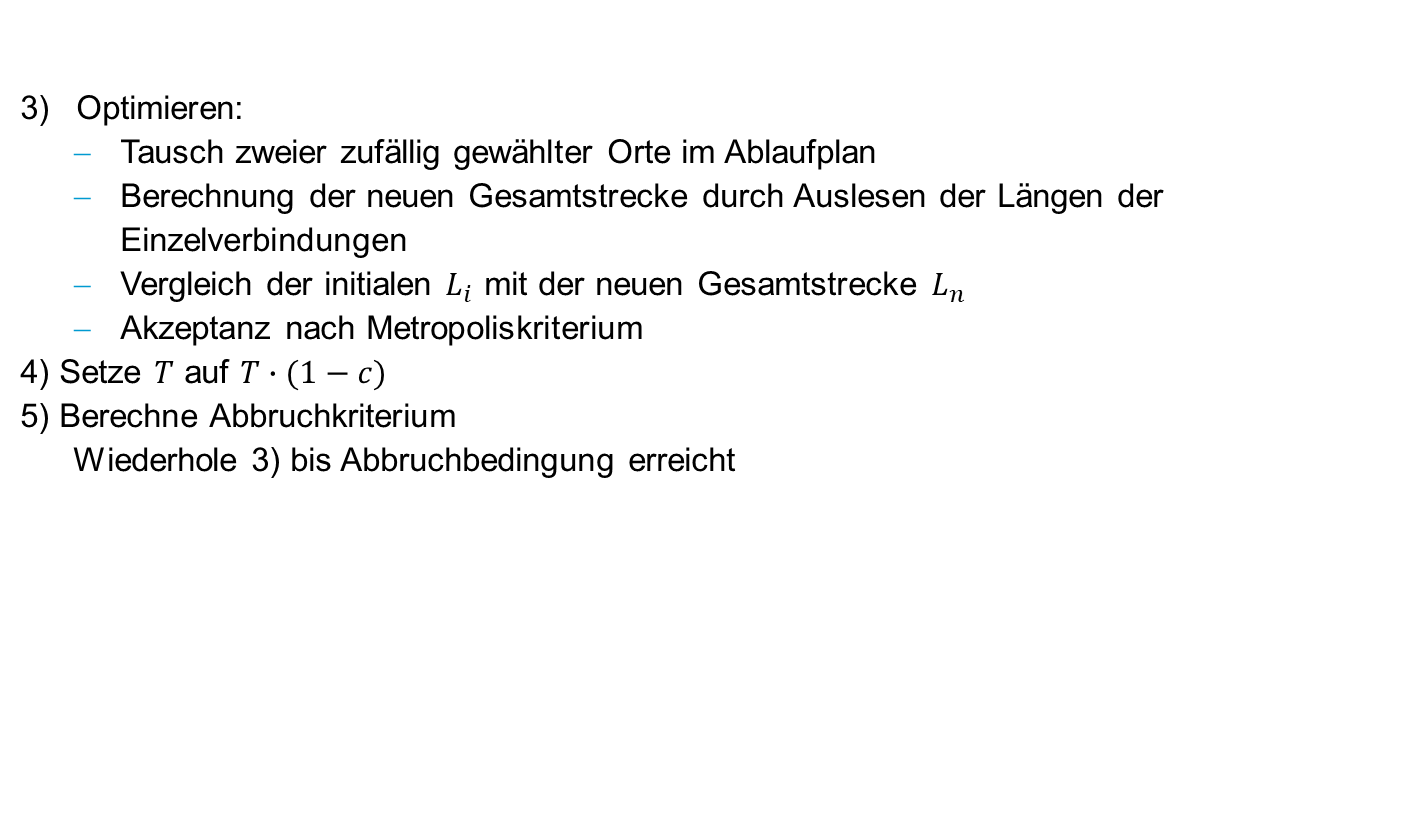 3) Optimieren:
– Tausch zweier zufällig gewählter Orte im Ablaufplan
– Berechnung der neuen Gesamtstrecke durch Auslesen der Längen der
Einzelverbindungen
– Vergleich der initialen L_i mit der neuen Gesamtstrecke L_n
– Akzeptanz nach Metropoliskriterium
4) Setze T auf T · (1 − c)
5) Berechne Abbruchkriterium
Wiederhole 3) bis Abbruchbedingung erreicht